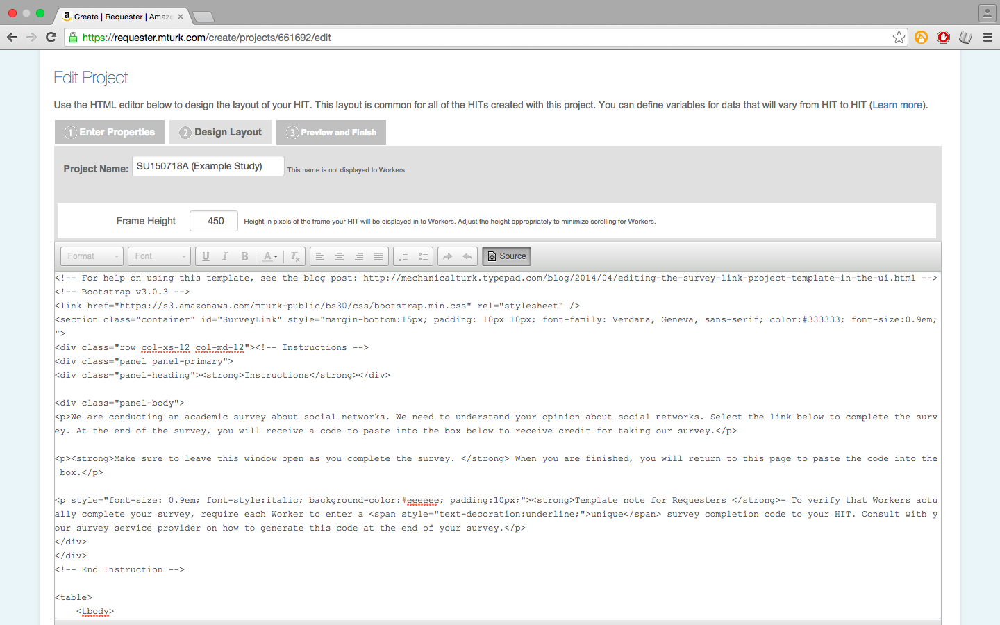 Create | Requester | Amaz
https://requester.mturk.com/create/projects/661692/edit
Edit Project
Use the HTML editor below to design the layout of your HIT. This layout is common for all of the HITs created with this project. You can define variables for data that will vary from HIT to HIT (Learn more).
1 Enter Properties
2 Design Layout
3 Preview and Finish
Project Name: SU150718A (Example Study) This name is not displayed to Workers.
Frame Height 450 Height in pixels of the frame your HIT will be displayed in to Workers. Adjust the height appropriately to minimize scrolling for Workers.
Format Font U I B A Tx Source
<!-- For help on using this template, see the blog post: http://mechanicalturk.typepad.com/blog/2014/04/editing-the-survey-link-project-template-in-the-ui.html -->
<!-- Bootstrap v3.0.3 -->
<link href="https://s3.amazonaws.com/mturk-public/bs30/css/bootstrap.min.css" rel="stylesheet" />
<section class="container" id="SurveyLink" style="margin-bottom:15px; padding: 10px 10px; font-family: Verdana, Geneva, sans-serif; color:#333333; font-size:0.9em;
">
<div class="row col-xs-12 col-md-12"><!-- Instructions -->
<div class="panel panel-primary">
<div class="panel-heading"><strong>Instructions</strong></div>
<div class="panel-body">
<p>We are conducting an academic survey about social networks. We need to understand your opinion about social networks. Select the link below to complete the surv
ey. At the end of the survey, you will receive a code to paste into the box below to receive credit for taking our survey.</p>
<p><strong>Make sure to leave this window open as you complete the survey. </strong> When you are finished, you will return to this page to paste the code into the
box.</p>
<p style="font-size: 0.9em; font-style:italic; background-color:#eeeeee; padding:10px;"><strong>Template note for Requesters </strong>- To verify that Workers actu
ally complete your survey, require each Worker to enter a <span style="text-decoration:underline;">unique</span> survey completion code to your HIT. Consult with y
our survey service provider on how to generate this code at the end of your survey.</p>
</div>
</div>
<!-- End Instruction -->
<table>
<tbody>